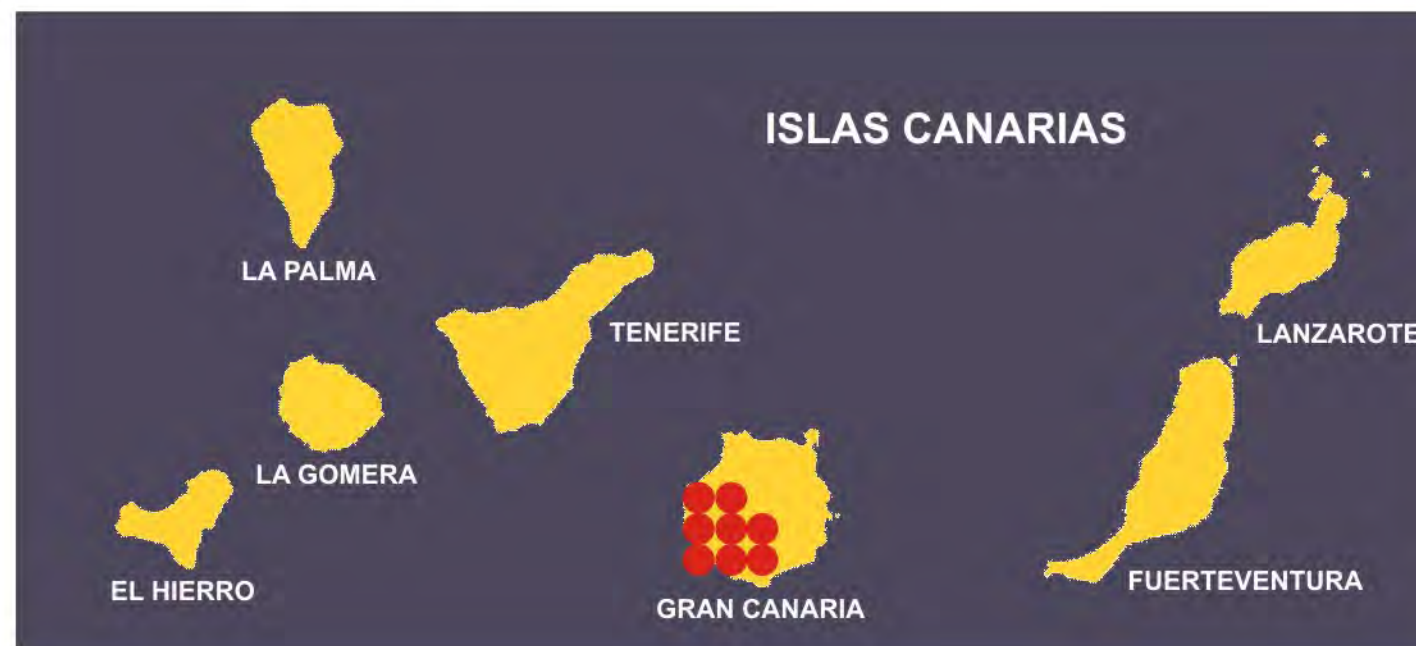 ISLAS CANARIAS
LA PALMA
TENERIFE
LANZAROTE
LA GOMERA
EL HIERRO
FUERTEVENTURA
GRAN CANARIA